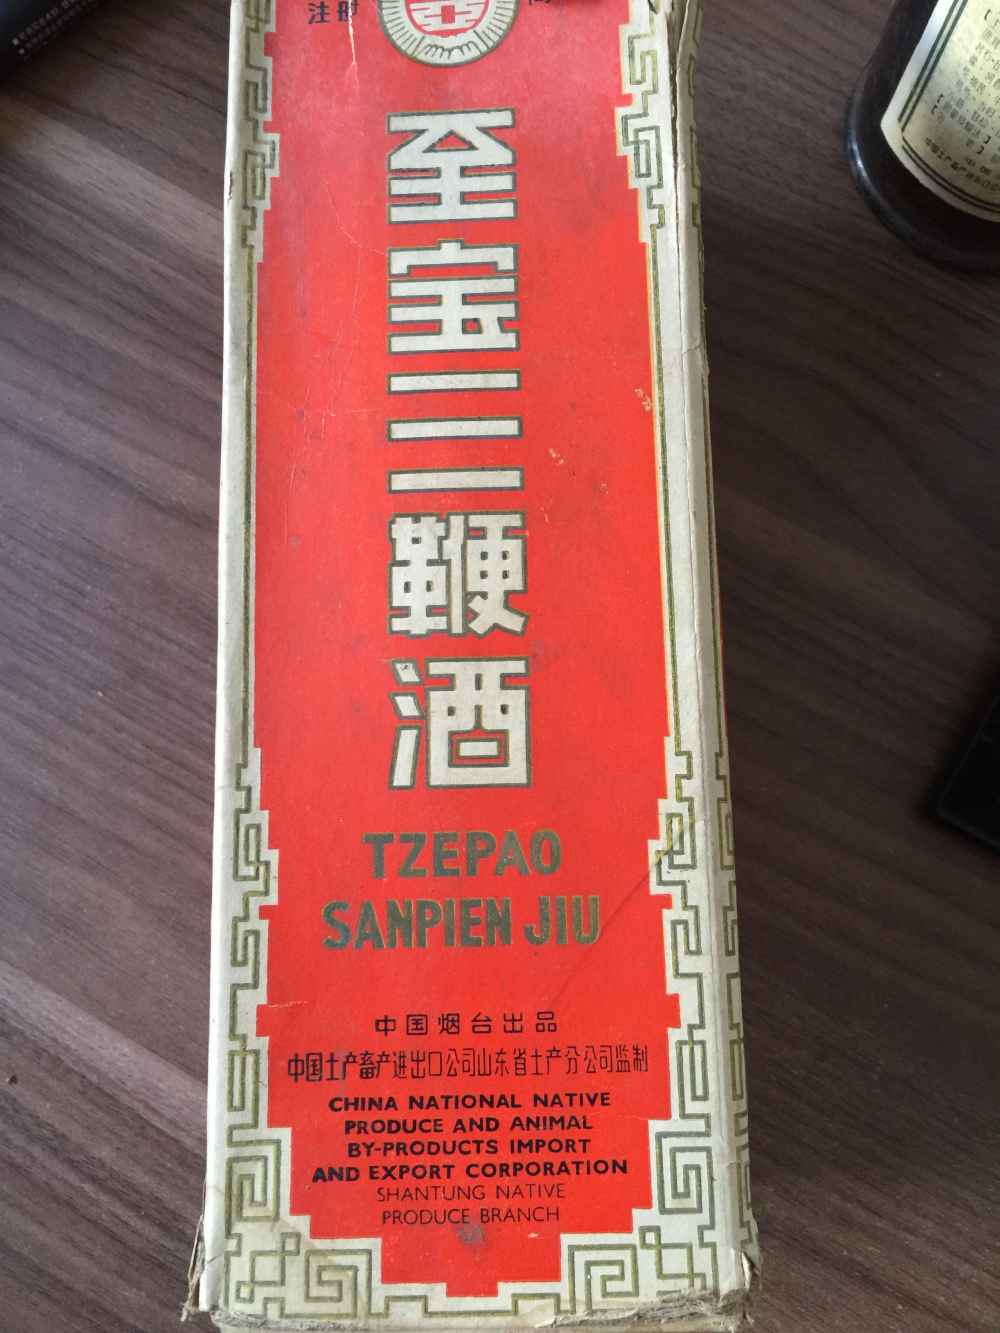 注册
至宝三鞭酒
TZEPAO
SANPIEN JIU
中国烟台出品
中国土产畜产进出口公司山东省土产分公司监制
CHINA NATIONAL NATIVE
PRODUCE AND ANIMAL
BY-PRODUCTS IMPORT
AND EXPORT CORPORATION
SHANTUNG NATIVE
PRODUCE BRANCH